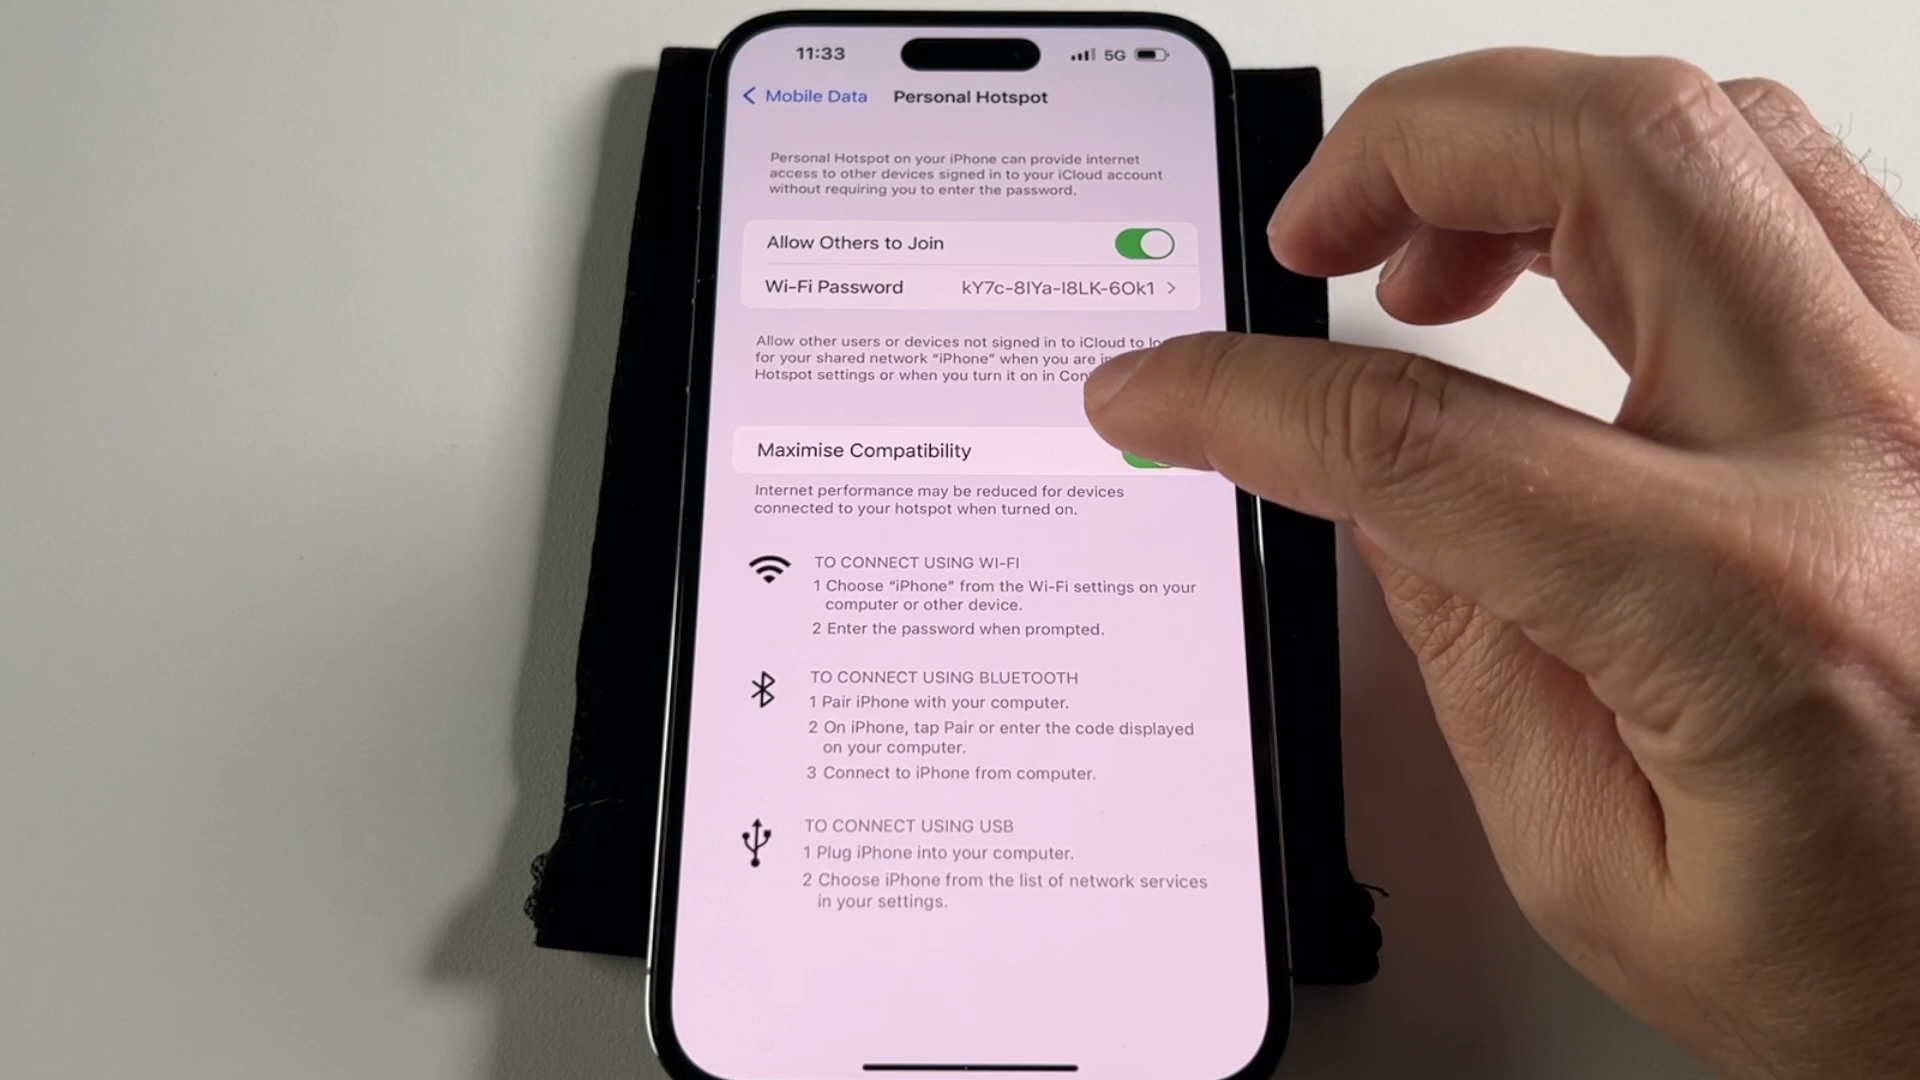 11:33 5G
Mobile Data Personal Hotspot
Personal Hotspot on your iPhone can provide internet
access to other devices signed in to your iCloud account
without requiring you to enter the password.
Allow Others to Join
Wi-Fi Password kY7c-8IYa-I8LK-6Ok1
Allow other users or devices not signed in to iCloud to
for your shared network “iPhone” when you are
Hotspot settings or when you turn it on in
Maximise Compatibility
Internet performance may be reduced for devices
connected to your hotspot when turned on.
TO CONNECT USING WI-FI
1 Choose “iPhone” from the Wi-Fi settings on your
computer or other device.
2 Enter the password when prompted.
TO CONNECT USING BLUETOOTH
1 Pair iPhone with your computer.
2 On iPhone, tap Pair or enter the code displayed
on your computer.
3 Connect to iPhone from computer.
TO CONNECT USING USB
1 Plug iPhone into your computer.
2 Choose iPhone from the list of network services
in your settings.